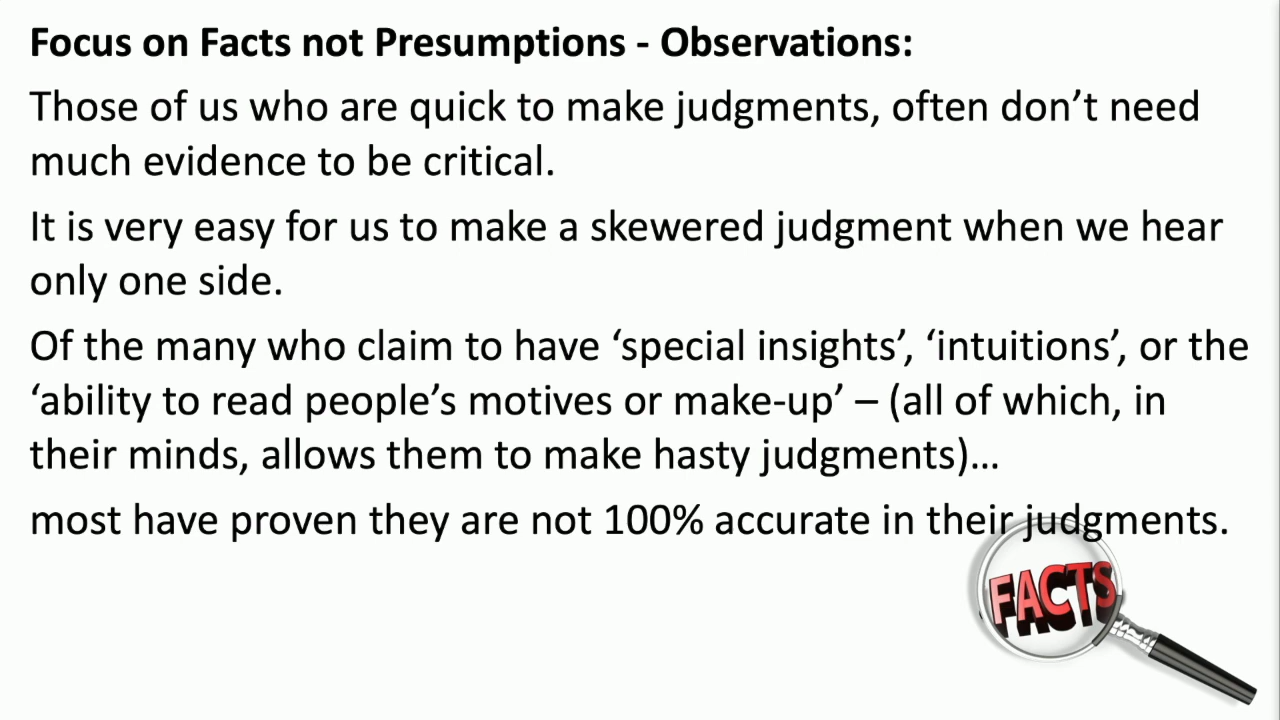 Focus on Facts not Presumptions - Observations:
Those of us who are quick to make judgments, often don’t need
much evidence to be critical.
It is very easy for us to make a skewered judgment when we hear
only one side.
Of the many who claim to have ‘special insights’, ‘intuitions’, or the
‘ability to read people’s motives or make-up’ – (all of which, in
their minds, allows them to make hasty judgments)…
most have proven they are not 100% accurate in their judgments.
FACTS